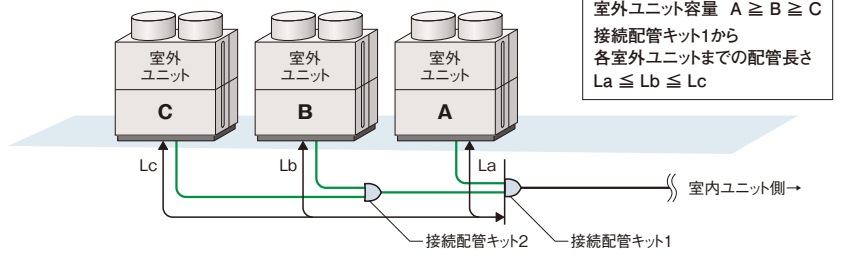 室外ユニット容量 A ≧ B ≧ C
接続配管キット1から
各室外ユニットまでの配管長さ
La ≦ Lb ≦ Lc
室外
ユニット
C
室外
ユニット
B
室外
ユニット
A
Lc
Lb
La
室内ユニット側→
接続配管キット2
接続配管キット1